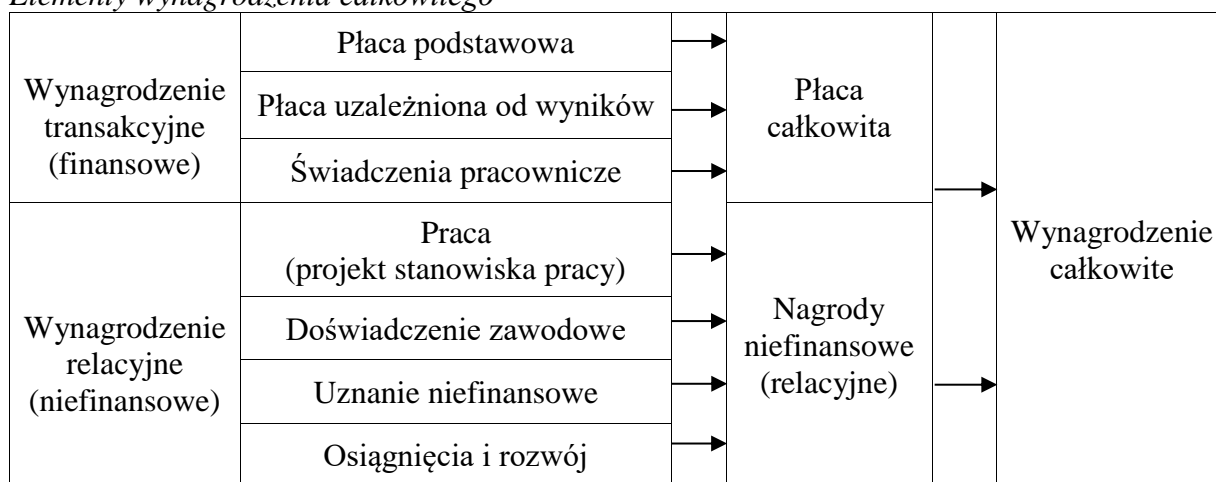 Elementy wynagrodzenia całkowitego
Wynagrodzenie
transakcyjne
(finansowe)
Płaca podstawowa
Płaca uzależniona od wyników
Świadczenia pracownicze
Płaca
całkowita
Wynagrodzenie
relacyjne
(niefinansowe)
Praca
(projekt stanowiska pracy)
Doświadczenie zawodowe
Uznanie niefinansowe
Osiągnięcia i rozwój
Nagrody
niefinansowe
(relacyjne)
Wynagrodzenie
całkowite